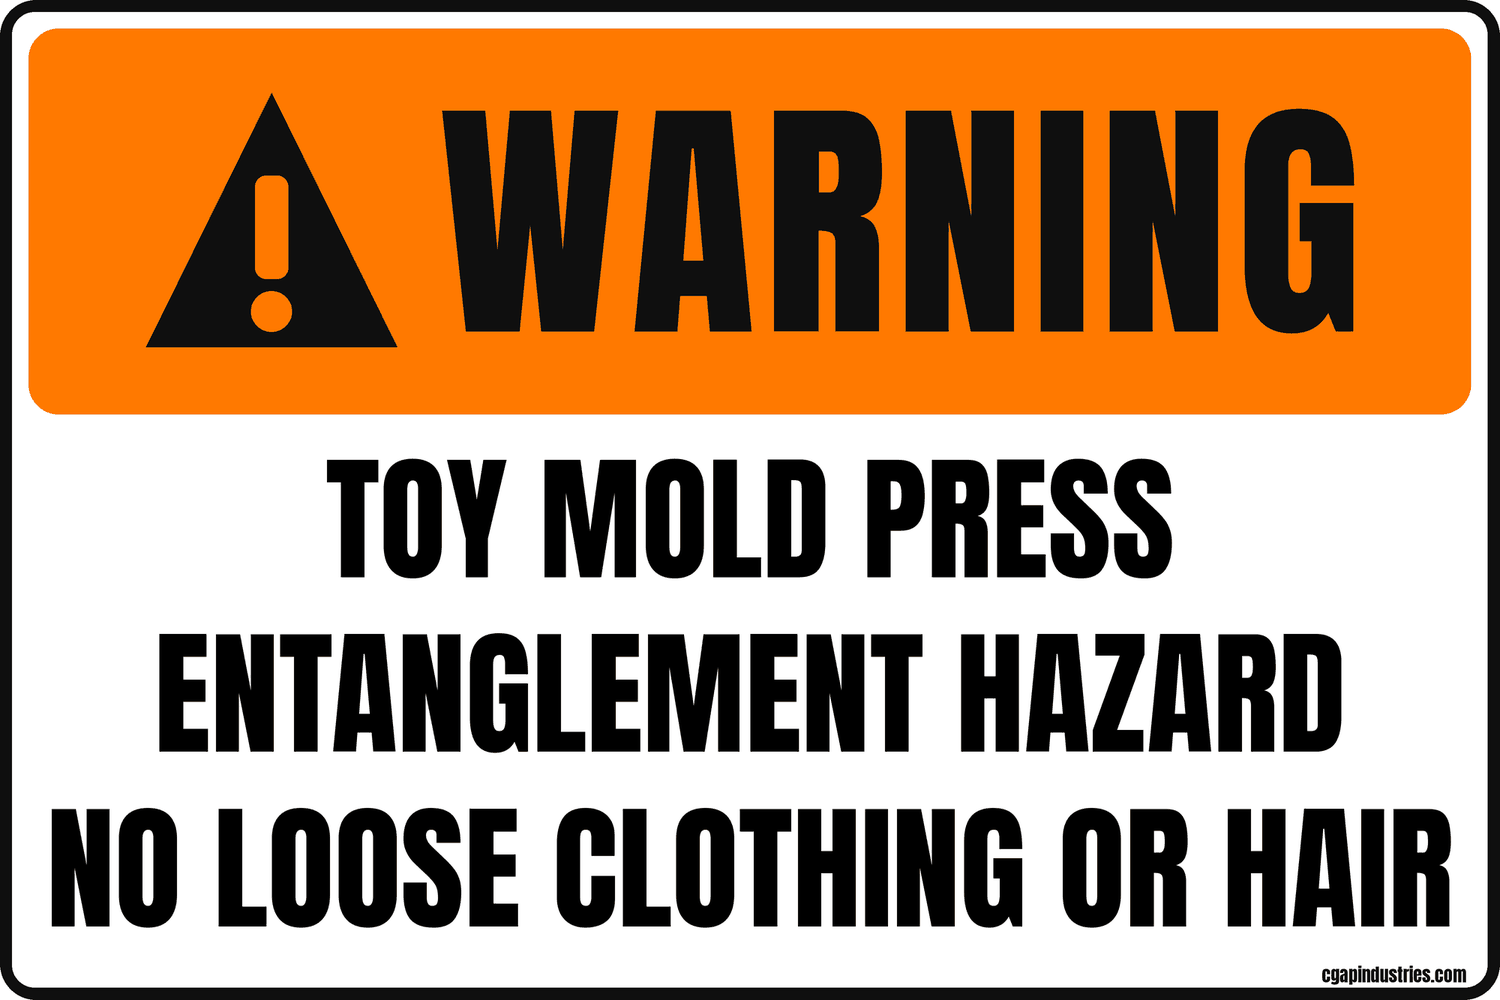 WARNING
TOY MOLD PRESS
ENTANGLEMENT HAZARD
NO LOOSE CLOTHING OR HAIR
cgapindustries.com